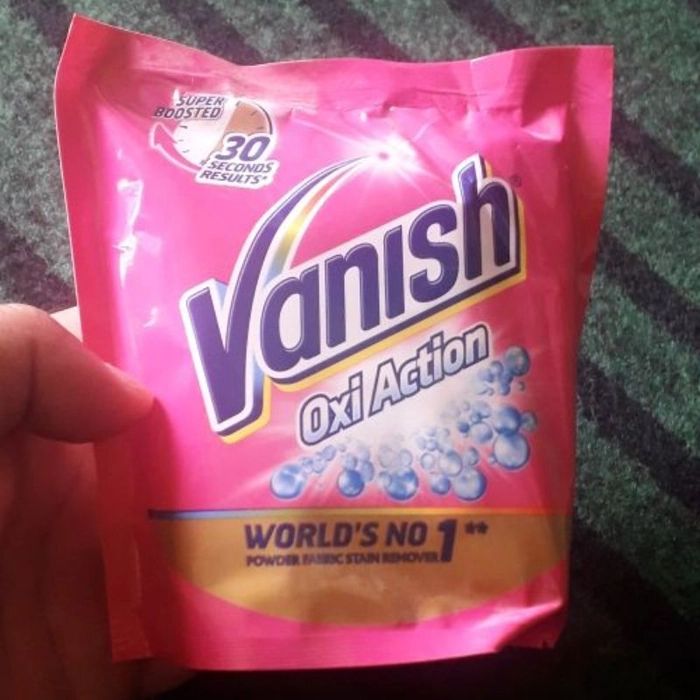 SUPER
BOOSTED
30
SECONDS
RESULTS*
Vanish®
Oxi Action
WORLD'S NO 1**
POWDER FABRIC STAIN REMOVER